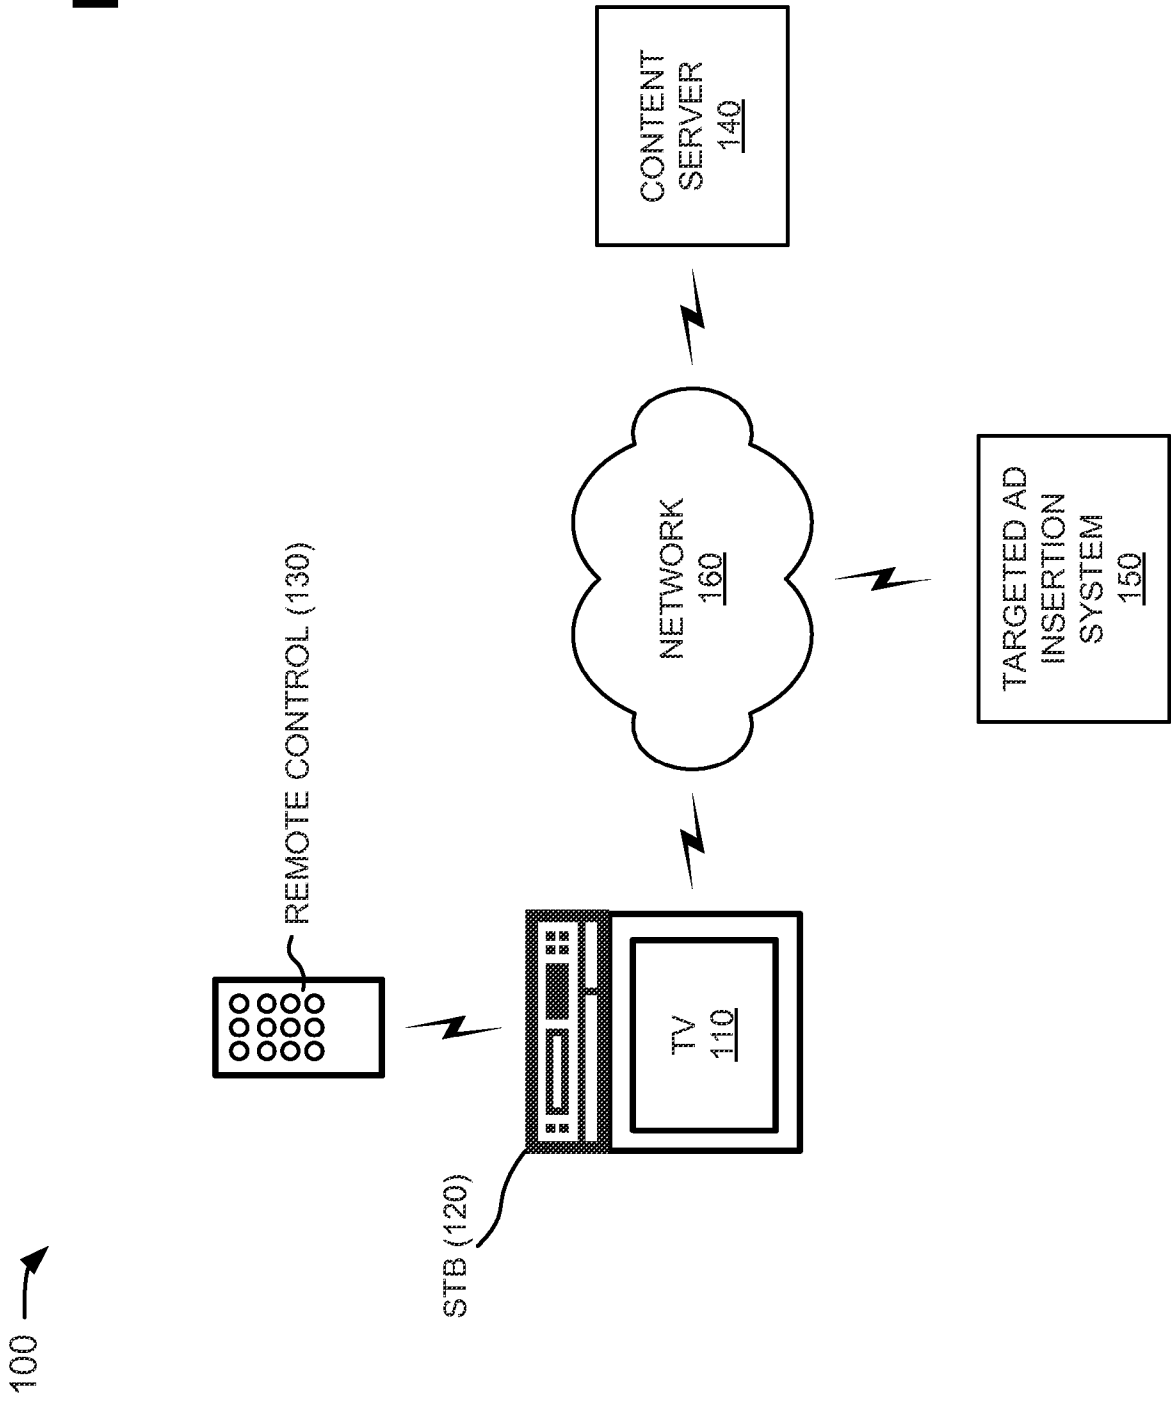 100
REMOTE CONTROL (130)
STB (120)
TV
110
NETWORK
160
CONTENT
SERVER
140
TARGETED AD
INSERTION
SYSTEM
150